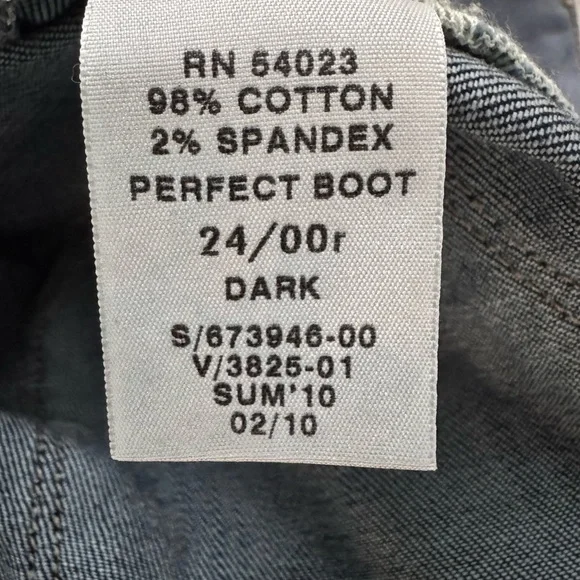 RN 54023
98% COTTON
2% SPANDEX
PERFECT BOOT
24/00r
DARK
S/673946-00
V/3825-01
SUM'10
02/10